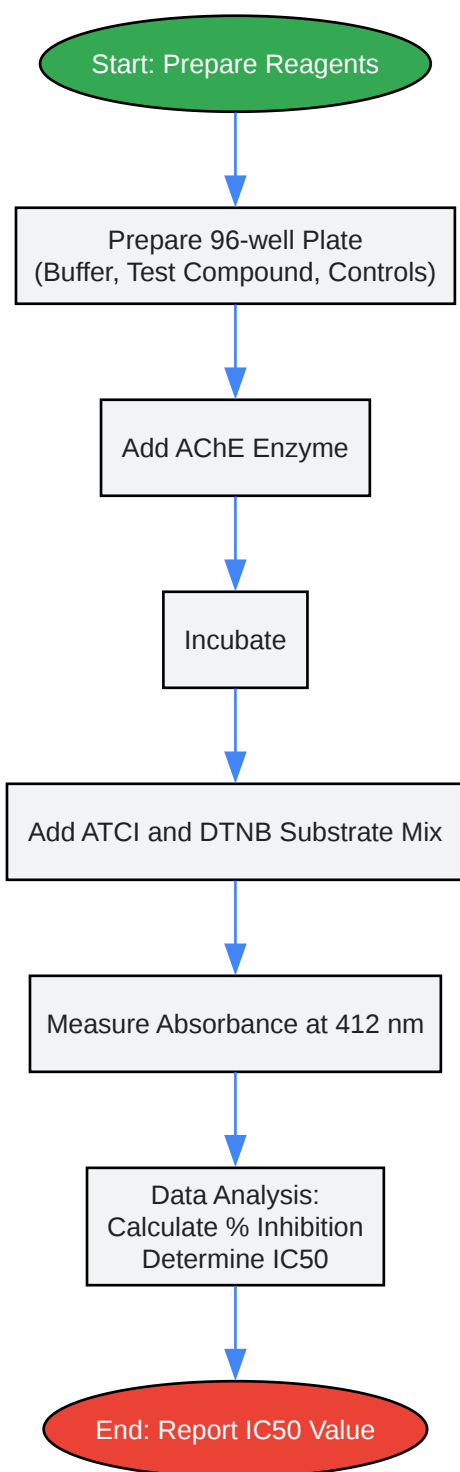 Start: Prepare Reagents
Prepare 96-well Plate
(Buffer, Test Compound, Controls)
Add AChE Enzyme
Incubate
Add ATCI and DTNB Substrate Mix
Measure Absorbance at 412 nm
Data Analysis:
Calculate % Inhibition
Determine IC50
End: Report IC50 Value